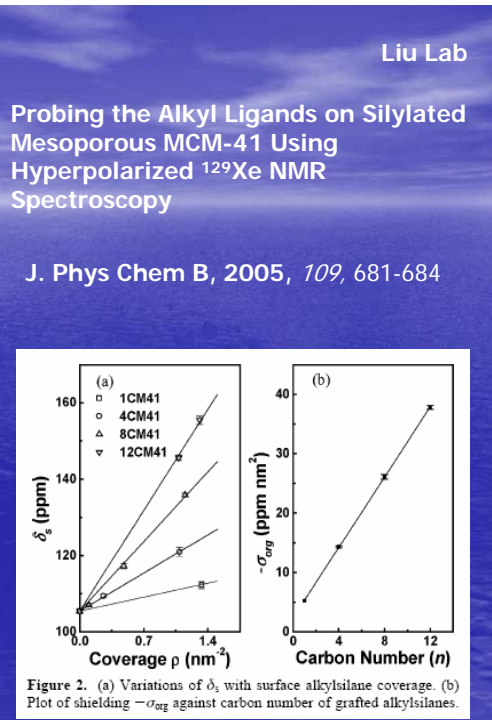 Liu Lab
Probing the Alkyl Ligands on Silylated
Mesoporous MCM-41 Using
Hyperpolarized ¹²⁹Xe NMR
Spectroscopy
J. Phys Chem B, 2005, 109, 681-684
(a)
1CM41
4CM41
8CM41
12CM41
160
140
120
100
δs (ppm)
0.0 0.7 1.4
Coverage ρ (nm⁻²)
(b)
40
30
20
10
0
-σorg (ppm nm²)
0 4 8 12
Carbon Number (n)
Figure 2. (a) Variations of δs with surface alkylsilane coverage. (b)
Plot of shielding −σorg against carbon number of grafted alkylsilanes.